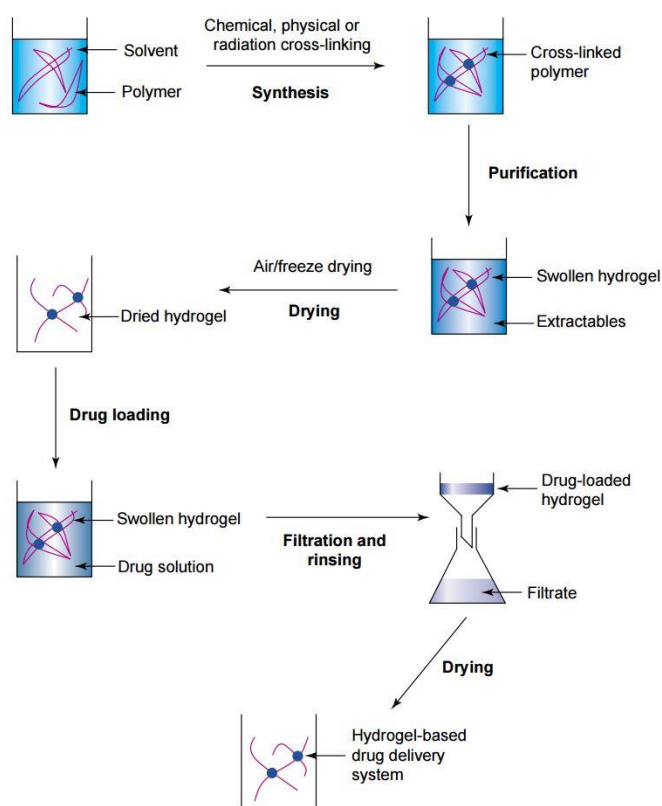 Chemical, physical or
radiation cross-linking
Solvent
Polymer
Synthesis
Cross-linked
polymer
Purification
Air/freeze drying
Drying
Dried hydrogel
Swollen hydrogel
Extractables
Drug loading
Swollen hydrogel
Drug solution
Filtration and
rinsing
Drug-loaded
hydrogel
Filtrate
Drying
Hydrogel-based
drug delivery
system